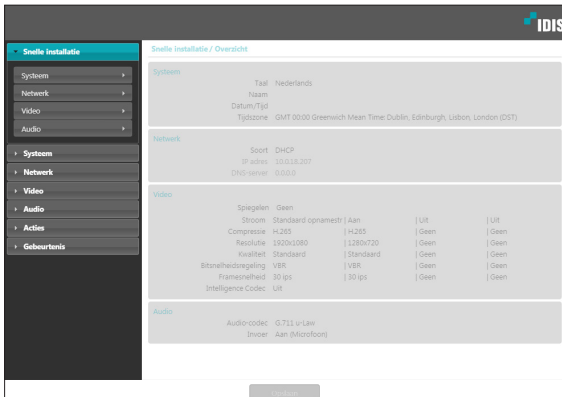 IDIS
Snelle installatie
Systeem
Netwerk
Video
Audio
Systeem
Netwerk
Video
Audio
Acties
Gebeurtenis
Snelle installatie / Overzicht
Systeem
Taal Nederlands
Naam
Datum/Tijd
Tijdszone GMT 00:00 Greenwich Mean Time: Dublin, Edinburgh, Lisbon, London (DST)
Netwerk
Soort DHCP
IP adres 10.0.18.207
DNS-server 0.0.0.0
Video
Spiegelen Geen
Stroom Standaard opnamestr | Aan | Uit | Uit
Compressie H.265 | H.265 | Geen | Geen
Resolutie 1920x1080 | 1280x720 | Geen | Geen
Kwaliteit Standaard | Standaard | Geen | Geen
Bitsnelheidsregeling VBR | VBR | Geen | Geen
Framesnelheid 30 ips | 30 ips | Geen | Geen
Intelligence Codec Uit
Audio
Audio-codec G.711 u-Law
Invoer Aan (Microfoon)